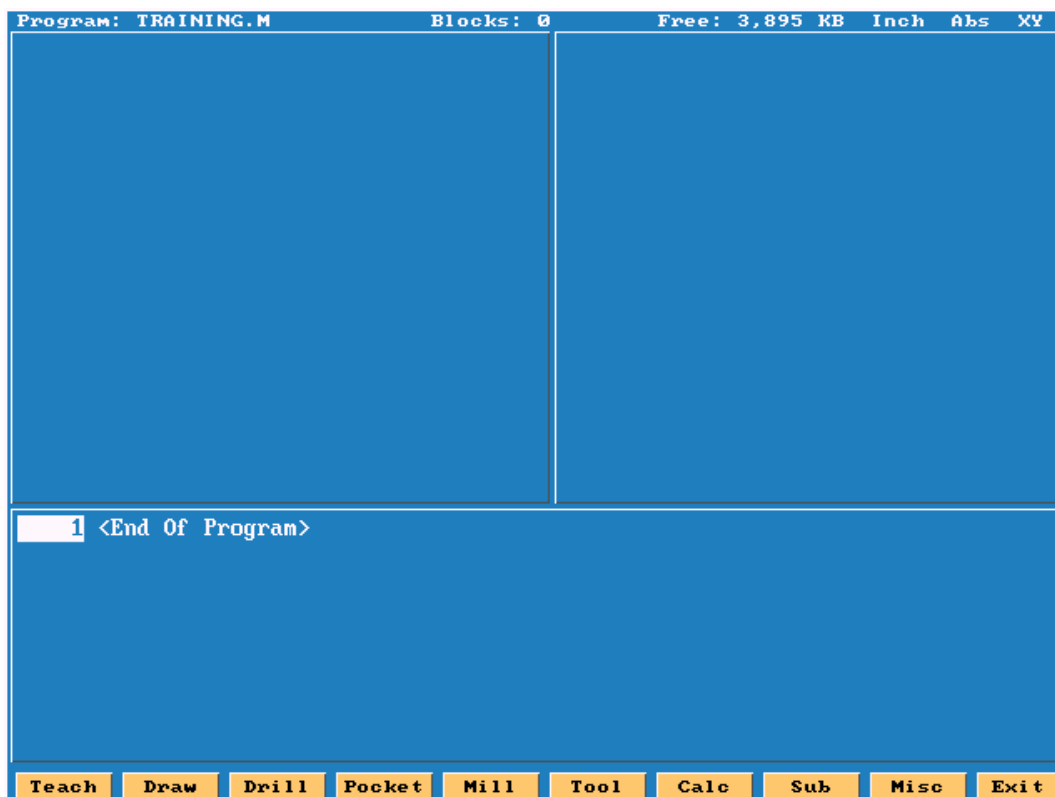 Program: TRAINING.M Blocks: 0 Free: 3,895 KB Inch Abs XY
1 <End Of Program>
Teach Draw Drill Pocket Mill Tool Calc Sub Misc Exit